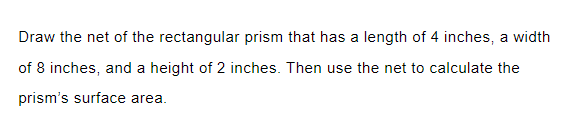 Draw the net of the rectangular prism that has a length of 4 inches, a width
of 8 inches, and a height of 2 inches. Then use the net to calculate the
prism's surface area.